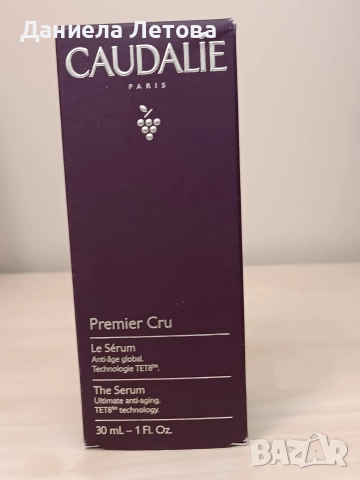 Даниела Летова
CAUDALIE
PARIS
Premier Cru
Le Sérum
Anti-âge global.
Technologie TET8™.
The Serum
Ultimate anti-aging.
TET8™ technology.
30 mL – 1 Fl. Oz.
BAZAR